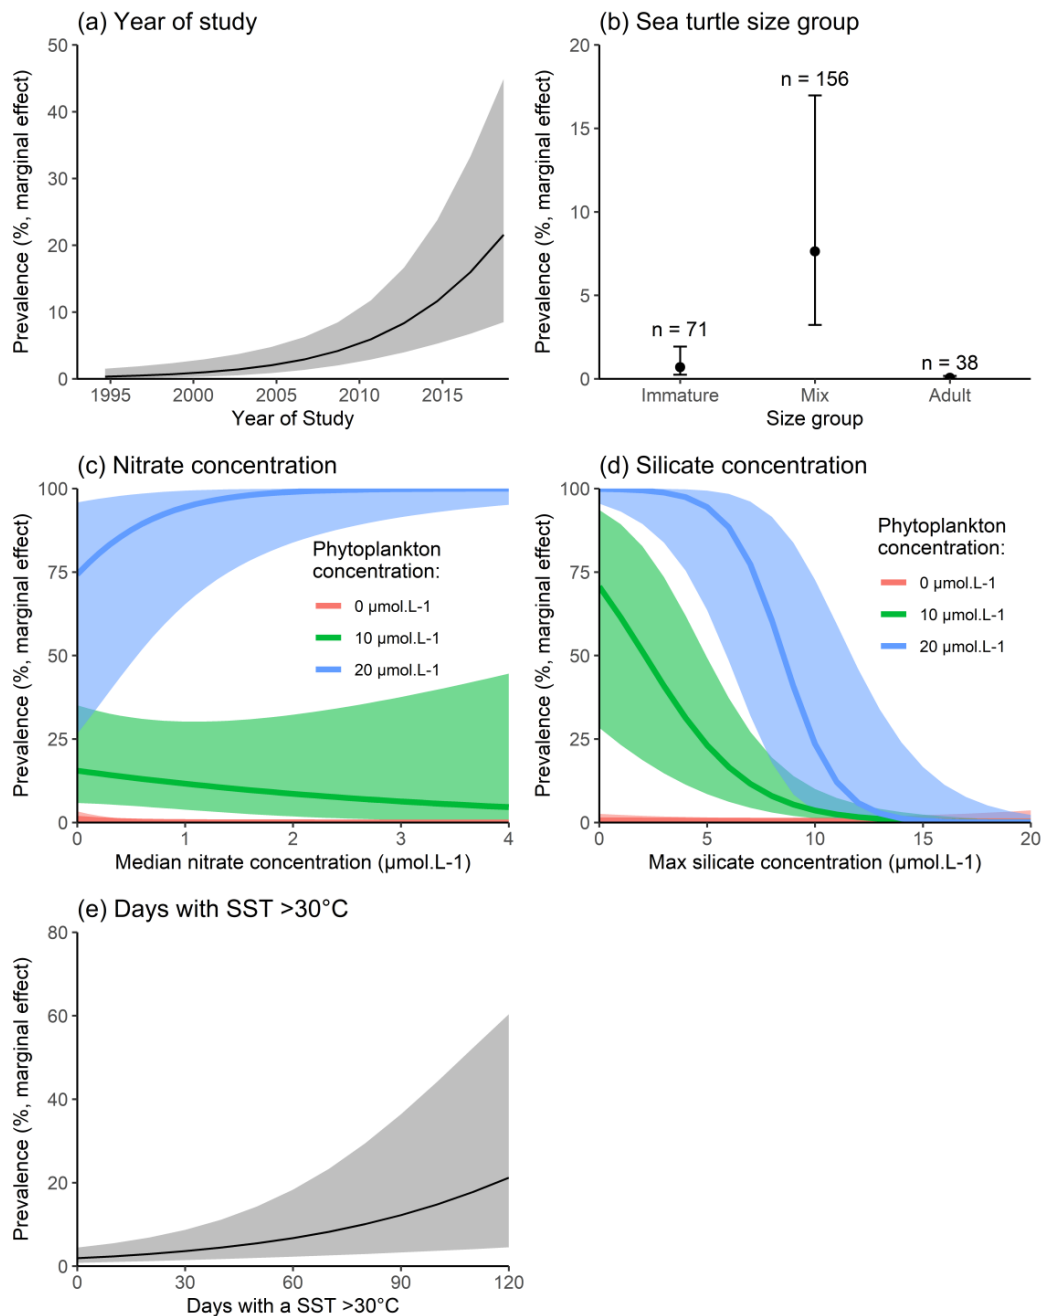 (a) Year of study
Prevalence (%, marginal effect)
50
40
30
20
10
0
1995 2000 2005 2010 2015
Year of Study
(b) Sea turtle size group
Prevalence (%, marginal effect)
20
15
10
5
0
n = 71
n = 156
n = 38
Immature Mix Adult
Size group
(c) Nitrate concentration
Prevalence (%, marginal effect)
100
75
50
25
0
Phytoplankton
concentration:
0 µmol.L-1
10 µmol.L-1
20 µmol.L-1
0 1 2 3 4
Median nitrate concentration (µmol.L-1)
(d) Silicate concentration
Prevalence (%, marginal effect)
100
75
50
25
0
Phytoplankton
concentration:
0 µmol.L-1
10 µmol.L-1
20 µmol.L-1
0 5 10 15 20
Max silicate concentration (µmol.L-1)
(e) Days with SST >30°C
Prevalence (%, marginal effect)
80
60
40
20
0
0 30 60 90 120
Days with a SST >30°C